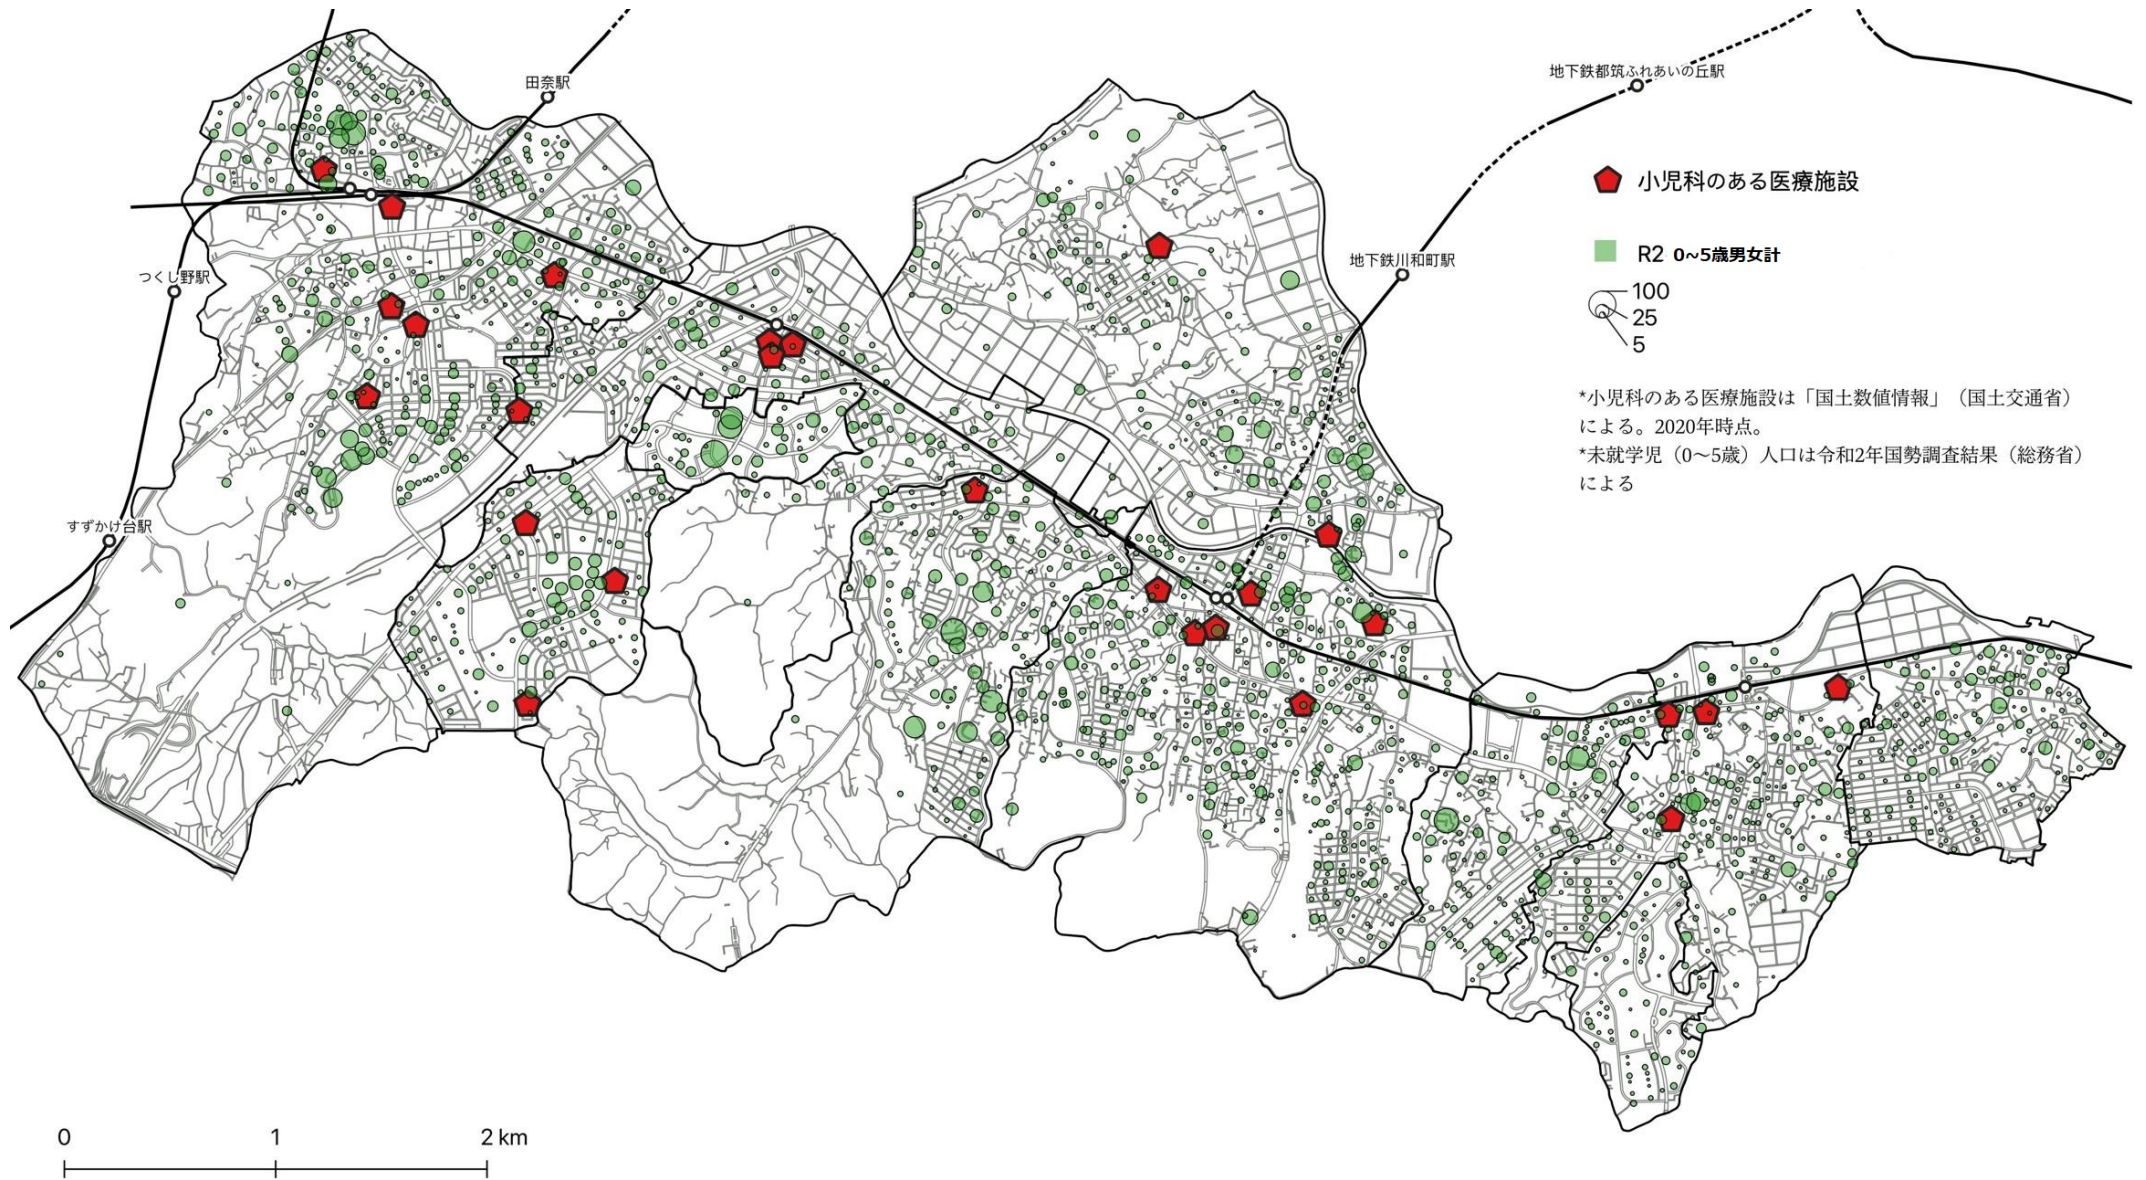 田奈駅
地下鉄都筑ふれあいの丘駅
小児科のある医療施設
地下鉄川和町駅
R2 0~5歳男女計
つくし野駅
100
25
5
*小児科のある医療施設は「国土数値情報」（国土交通省）
による。2020年時点。
*未就学児（0〜5歳）人口は令和2年国勢調査結果（総務省）
による
すずかけ台駅
0 1 2 km